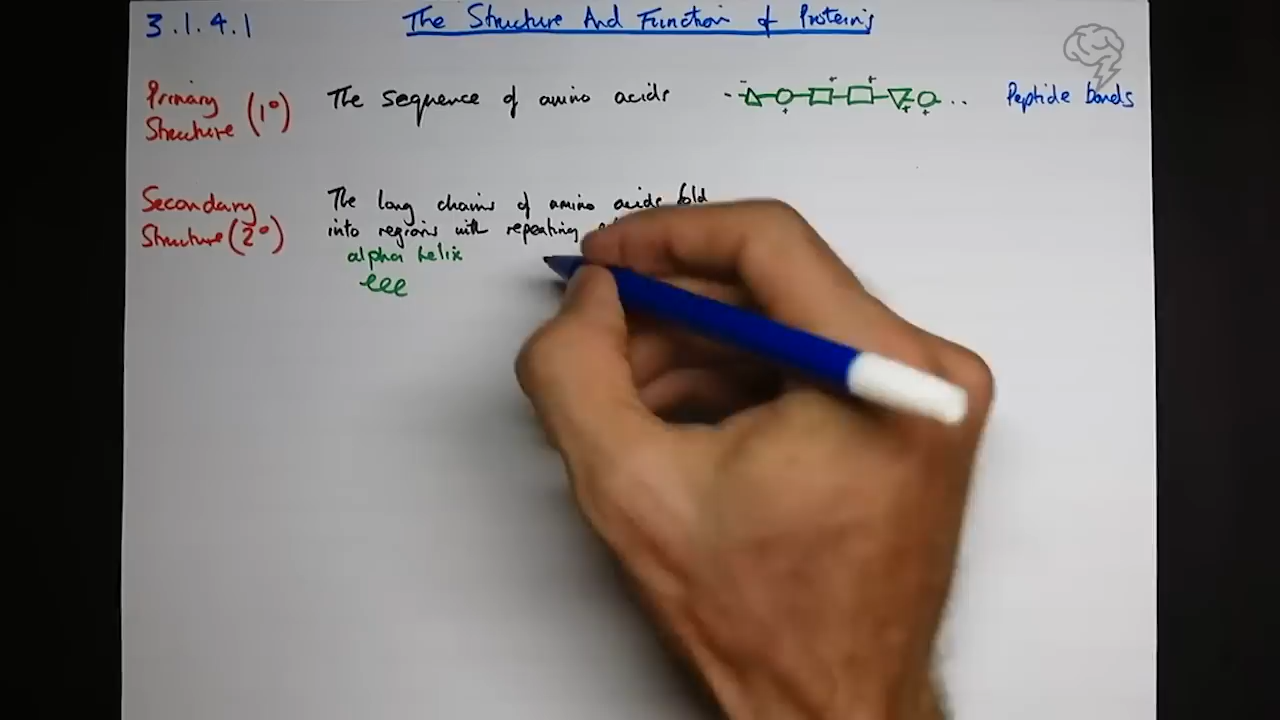 3.1.4.1
The Structure And Function of Proteins
Primary Structure (1°)
The sequence of amino acids
Peptide bonds
Secondary Structure (2°)
The long chains of amino acids fold
into regions with repeating
alpha helix